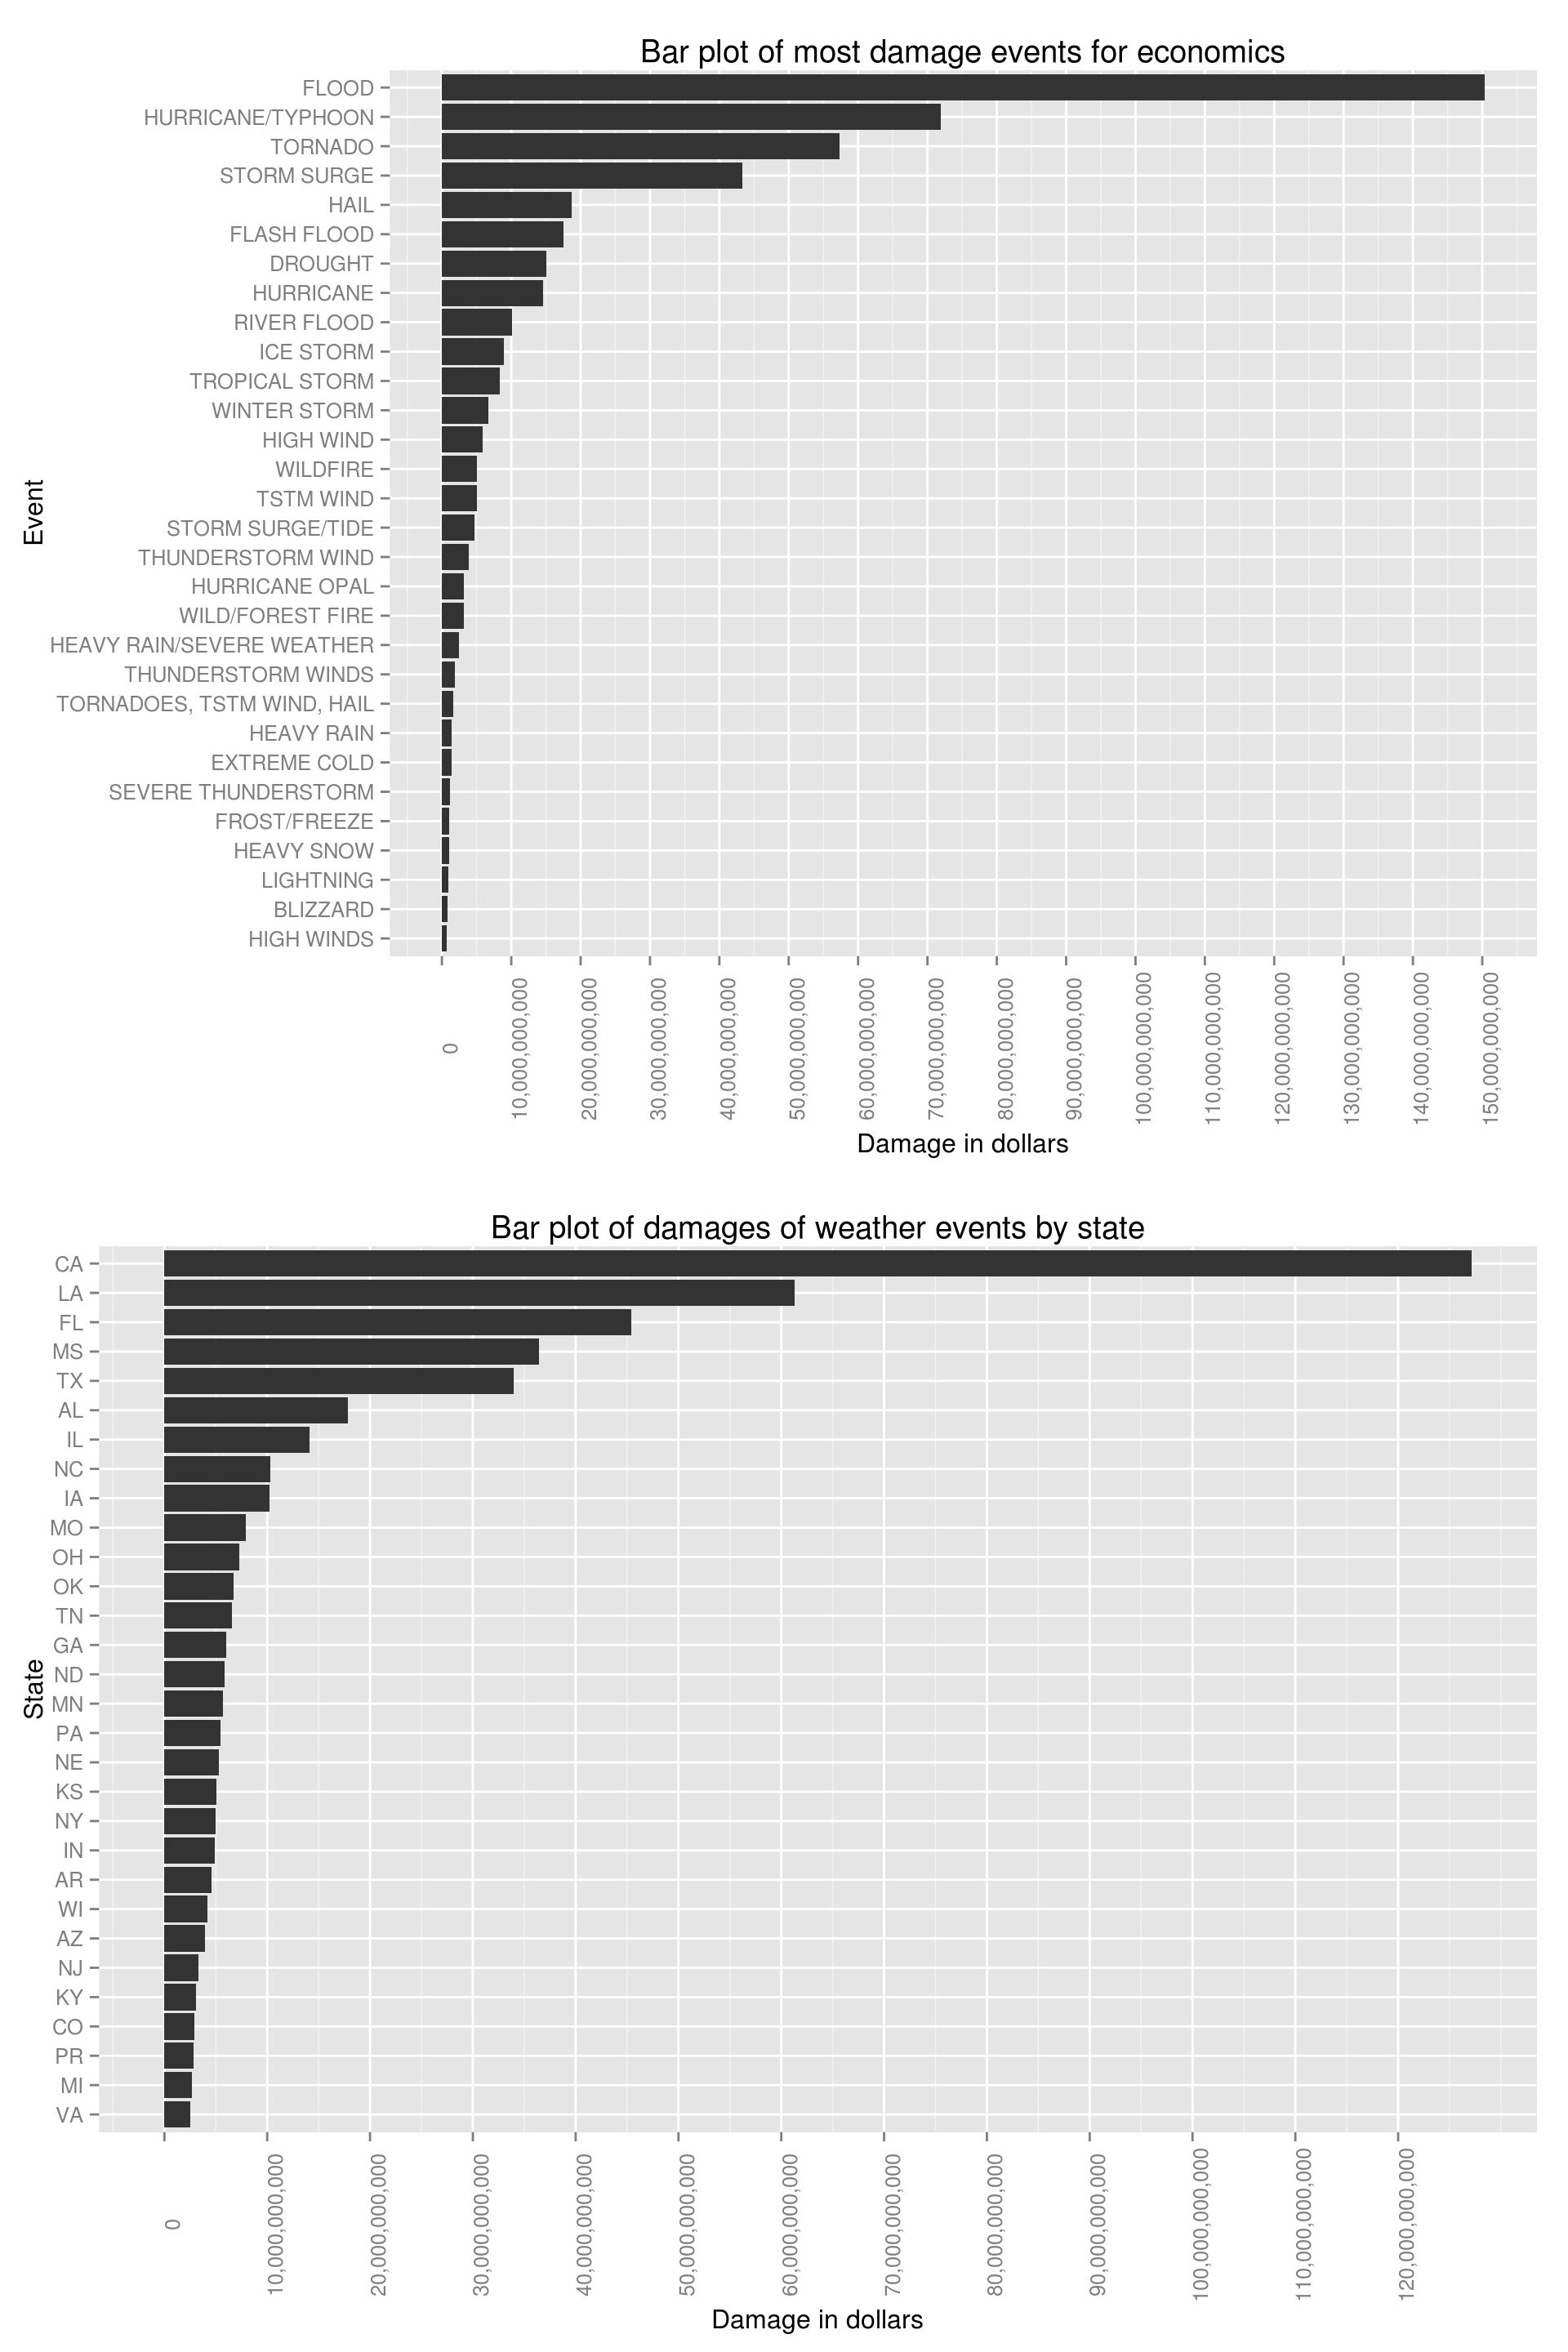 Bar plot of most damage events for economics
FLOOD
HURRICANE/TYPHOON
TORNADO
STORM SURGE
HAIL
FLASH FLOOD
DROUGHT
HURRICANE
RIVER FLOOD
ICE STORM
TROPICAL STORM
WINTER STORM
HIGH WIND
WILDFIRE
TSTM WIND
STORM SURGE/TIDE
THUNDERSTORM WIND
HURRICANE OPAL
WILD/FOREST FIRE
HEAVY RAIN/SEVERE WEATHER
THUNDERSTORM WINDS
TORNADOES, TSTM WIND, HAIL
HEAVY RAIN
EXTREME COLD
SEVERE THUNDERSTORM
FROST/FREEZE
HEAVY SNOW
LIGHTNING
BLIZZARD
HIGH WINDS
Event
0
10,000,000,000
20,000,000,000
30,000,000,000
40,000,000,000
50,000,000,000
60,000,000,000
70,000,000,000
80,000,000,000
90,000,000,000
100,000,000,000
110,000,000,000
120,000,000,000
130,000,000,000
140,000,000,000
150,000,000,000
Damage in dollars
Bar plot of damages of weather events by state
CA
LA
FL
MS
TX
AL
IL
NC
IA
MO
OH
OK
TN
GA
ND
MN
PA
NE
KS
NY
IN
AR
WI
AZ
NJ
KY
CO
PR
MI
VA
State
0
10,000,000,000
20,000,000,000
30,000,000,000
40,000,000,000
50,000,000,000
60,000,000,000
70,000,000,000
80,000,000,000
90,000,000,000
100,000,000,000
110,000,000,000
120,000,000,000
Damage in dollars